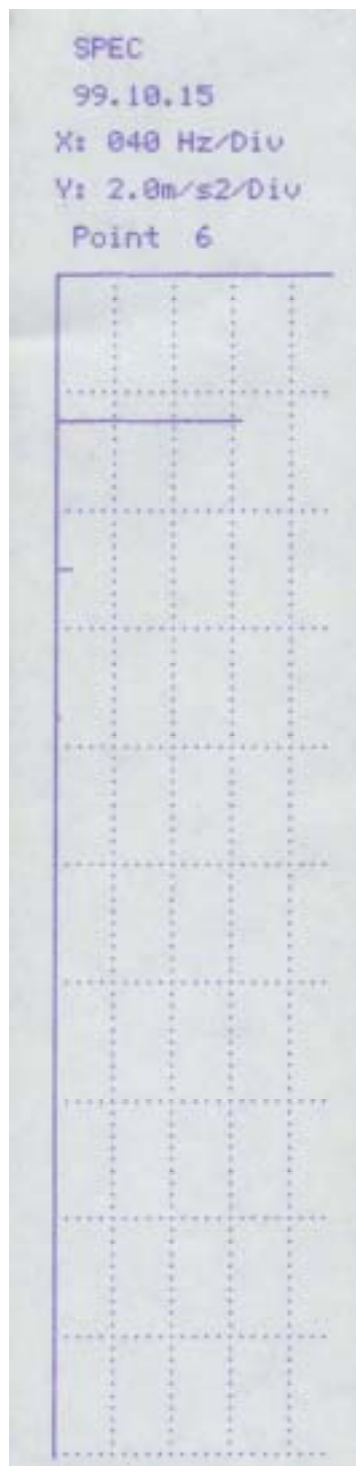 SPEC
99.10.15
X: 040 Hz/Div
Y: 2.0m/s2/Div
Point 6